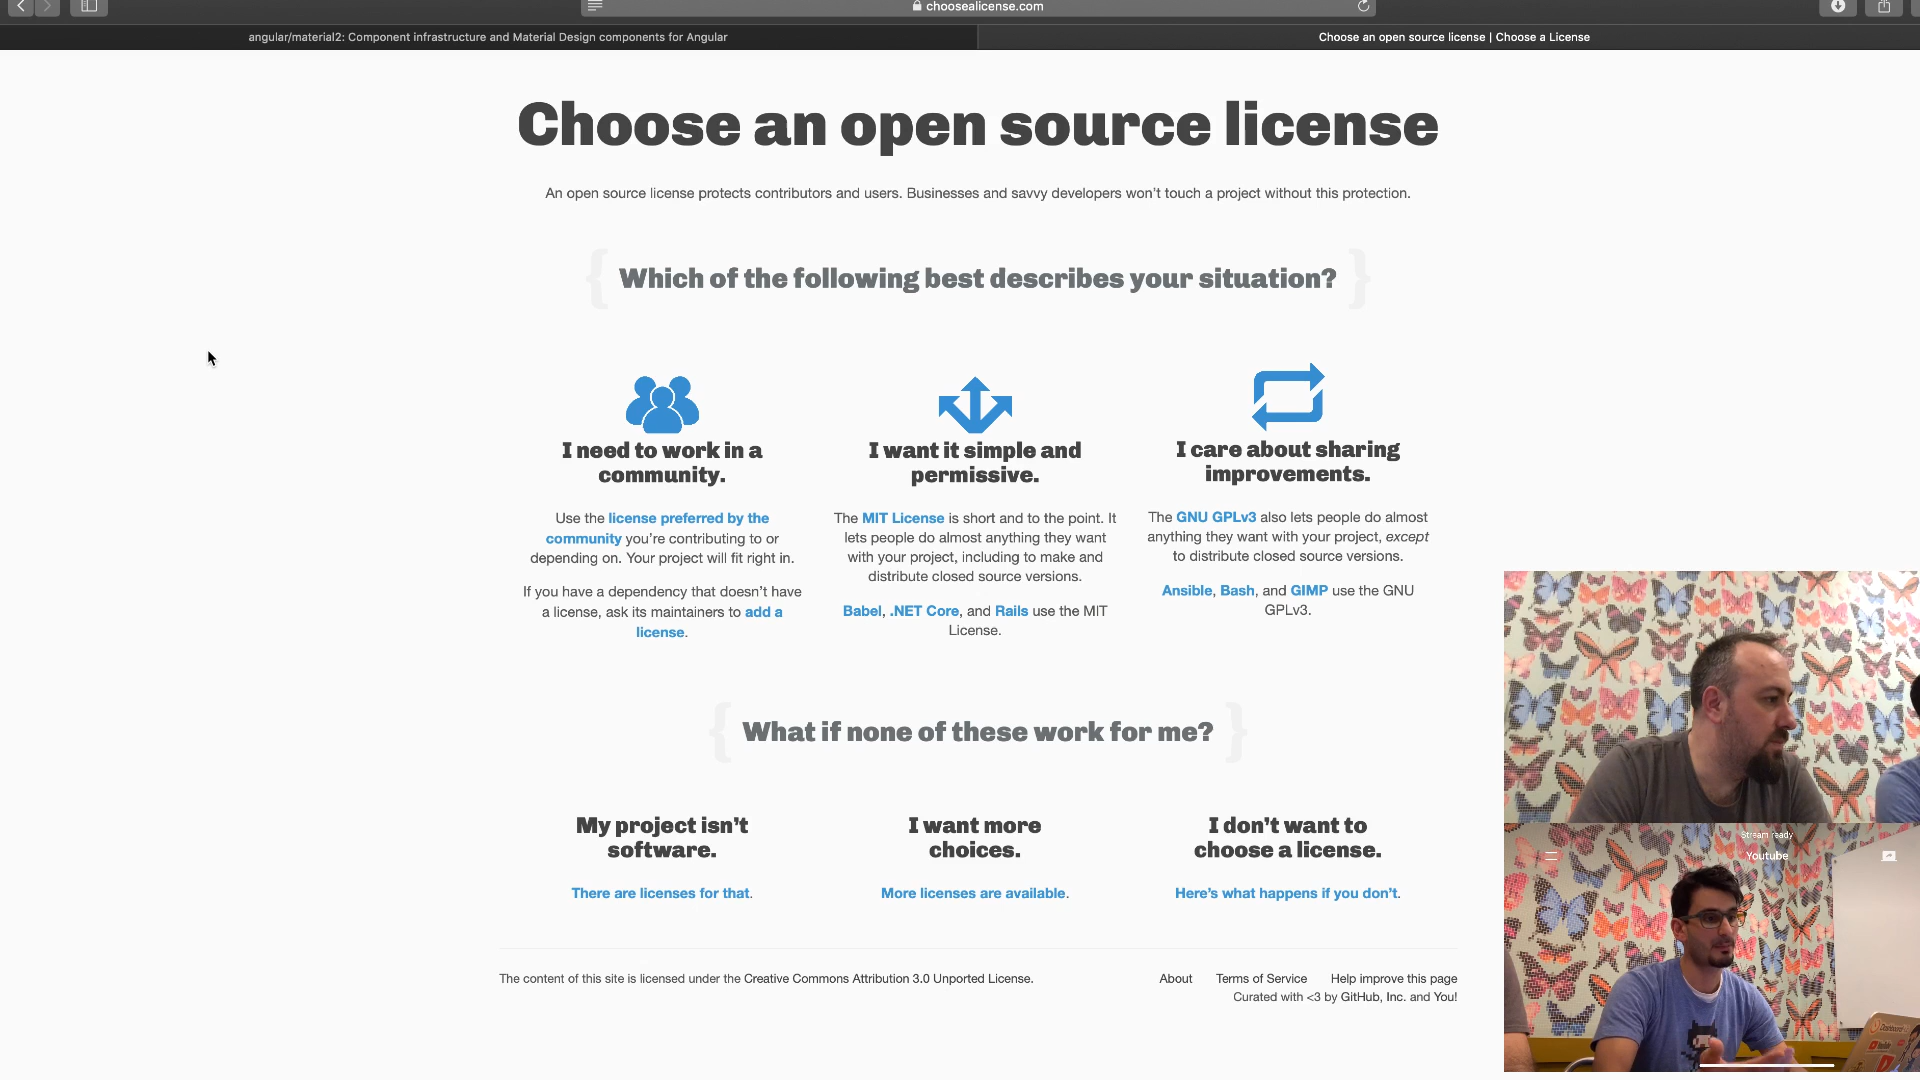 choosealicense.com
angular/material2: Component infrastructure and Material Design components for Angular
Choose an open source license | Choose a License
Choose an open source license
An open source license protects contributors and users. Businesses and savvy developers won't touch a project without this protection.
{ Which of the following best describes your situation? }
I need to work in a
community.
Use the license preferred by the
community you're contributing to or
depending on. Your project will fit right in.
If you have a dependency that doesn't have
a license, ask its maintainers to add a
license.
I want it simple and
permissive.
The MIT License is short and to the point. It
lets people do almost anything they want
with your project, including to make and
distribute closed source versions.
Babel, .NET Core, and Rails use the MIT
License.
I care about sharing
improvements.
The GNU GPLv3 also lets people do almost
anything they want with your project, except
to distribute closed source versions.
Ansible, Bash, and GIMP use the GNU
GPLv3.
{ What if none of these work for me? }
My project isn't
software.
There are licenses for that.
I want more
choices.
More licenses are available.
I don't want to
choose a license.
Here's what happens if you don't.
The content of this site is licensed under the Creative Commons Attribution 3.0 Unported License.
About Terms of Service Help improve this page
Curated with <3 by GitHub, Inc. and You!
Stream ready
Youtube